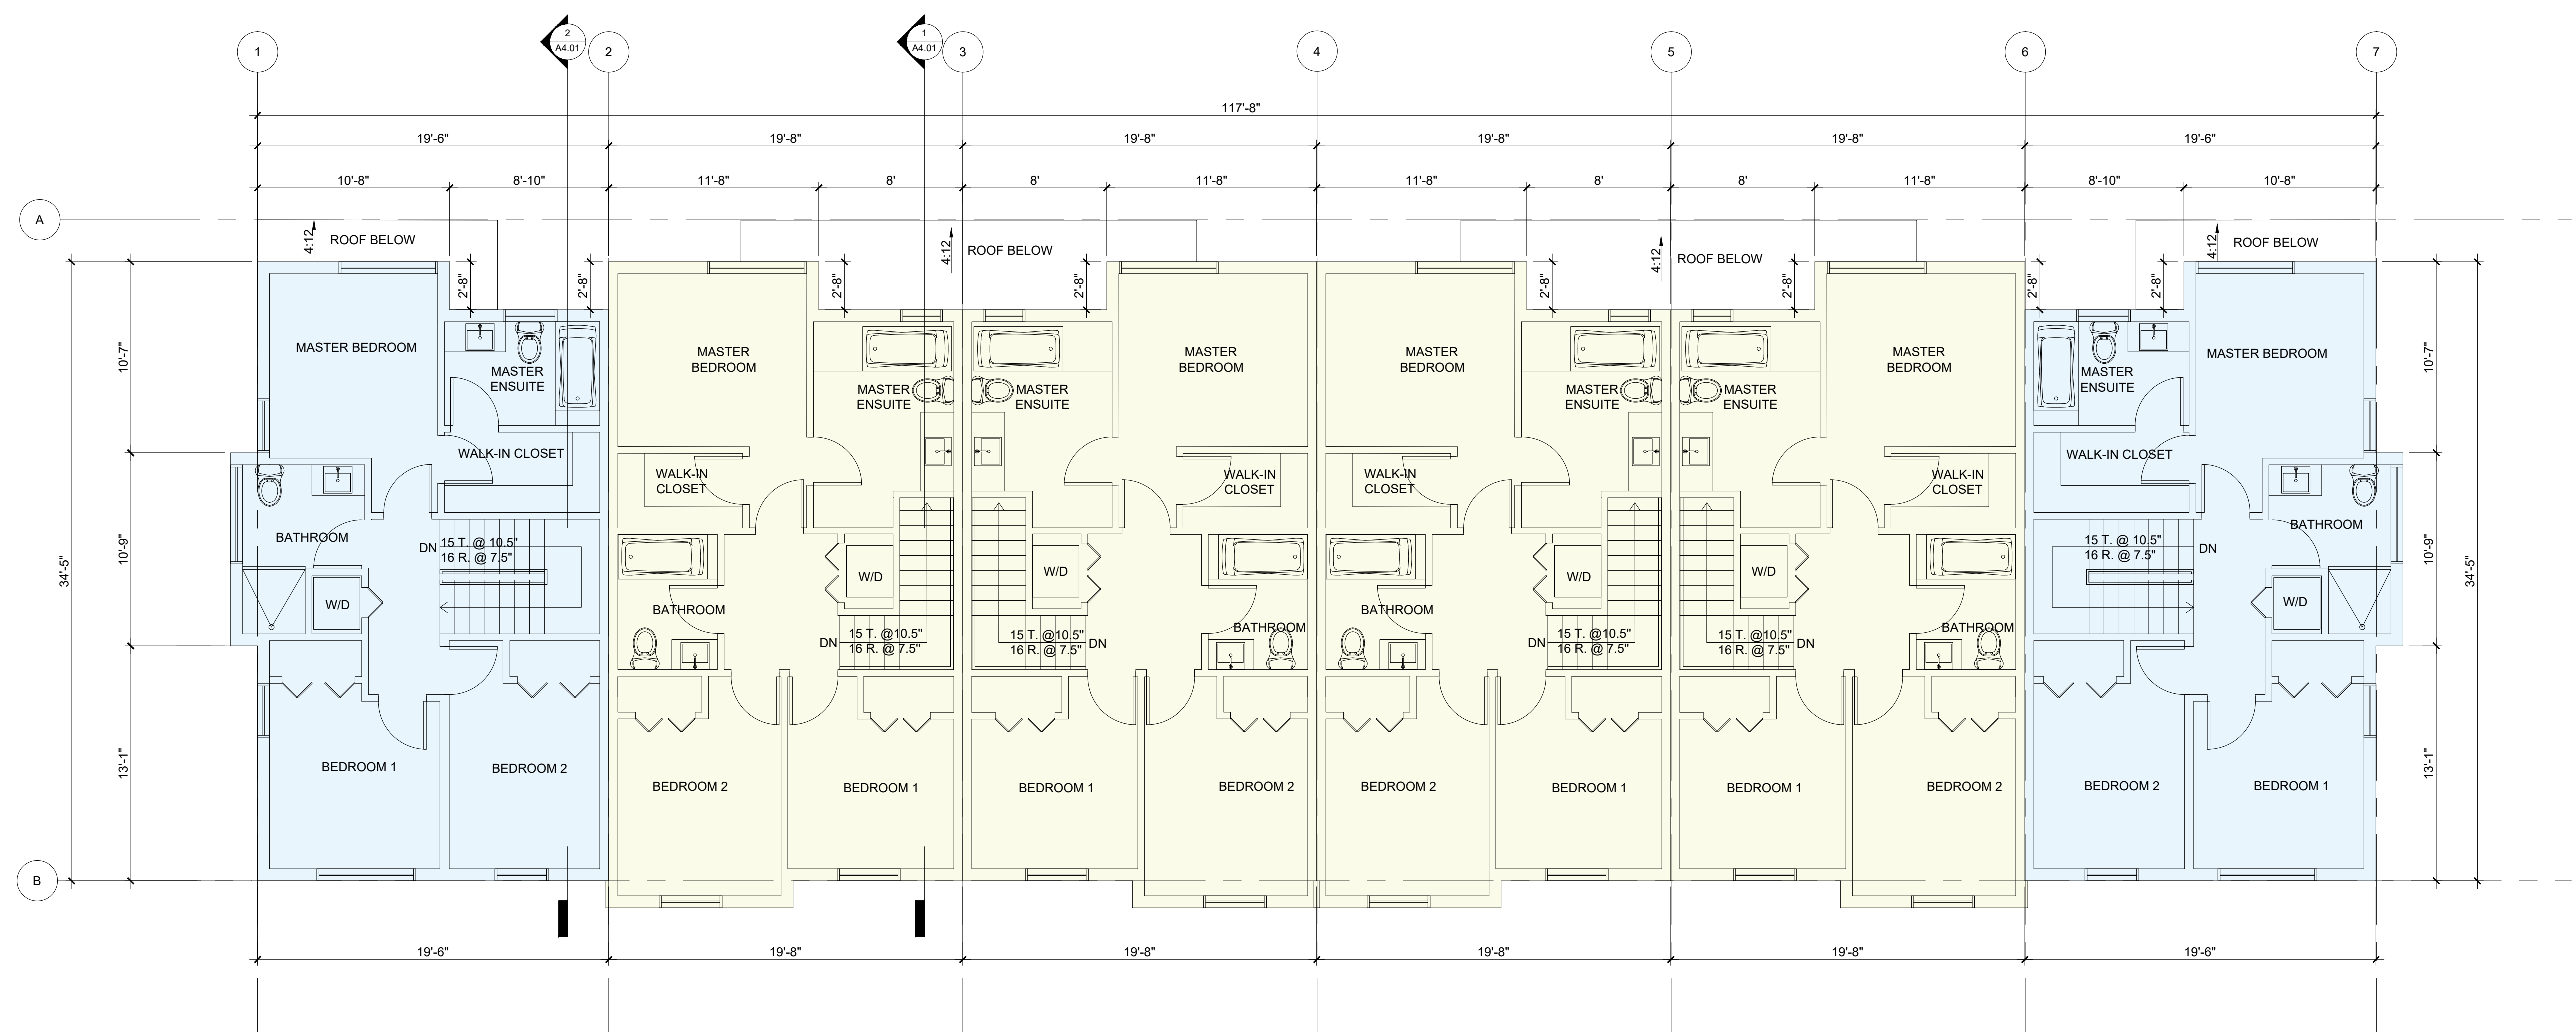 2
A4.01
1
A4.01
1
2
3
4
5
6
7
117'-8"
19'-6"
19'-8"
19'-8"
19'-8"
19'-8"
19'-6"
10'-8"
8'-10"
11'-8"
8'
8'
11'-8"
11'-8"
8'
8'
11'-8"
8'-10"
10'-8"
A
4:12
ROOF BELOW
4:12
ROOF BELOW
4:12
ROOF BELOW
4:12
ROOF BELOW
2'-8"
2'-8"
2'-8"
2'-8"
2'-8"
2'-8"
2'-8"
2'-8"
34'-5"
10'-7"
10'-9"
13'-1"
MASTER BEDROOM
MASTER
ENSUITE
WALK-IN CLOSET
BATHROOM
DN
15 T. @ 10.5"
16 R. @ 7.5"
W/D
BEDROOM 1
BEDROOM 2
MASTER
BEDROOM
MASTER
ENSUITE
WALK-IN
CLOSET
W/D
BATHROOM
DN
15 T. @10.5"
16 R. @ 7.5"
BEDROOM 2
BEDROOM 1
MASTER
ENSUITE
MASTER
BEDROOM
WALK-IN
CLOSET
W/D
BATHROOM
15 T. @10.5"
16 R. @ 7.5"
DN
BEDROOM 1
BEDROOM 2
MASTER
BEDROOM
MASTER
ENSUITE
WALK-IN
CLOSET
W/D
BATHROOM
DN
15 T. @10.5"
16 R. @ 7.5"
BEDROOM 2
BEDROOM 1
MASTER
ENSUITE
MASTER
BEDROOM
WALK-IN
CLOSET
W/D
BATHROOM
15 T. @10.5"
16 R. @ 7.5"
DN
BEDROOM 1
BEDROOM 2
MASTER
ENSUITE
MASTER BEDROOM
WALK-IN CLOSET
BATHROOM
15 T. @ 10.5"
16 R. @ 7.5"
DN
W/D
BEDROOM 2
BEDROOM 1
10'-7"
10'-9"
13'-1"
34'-5"
B
19'-6"
19'-8"
19'-8"
19'-8"
19'-8"
19'-6"